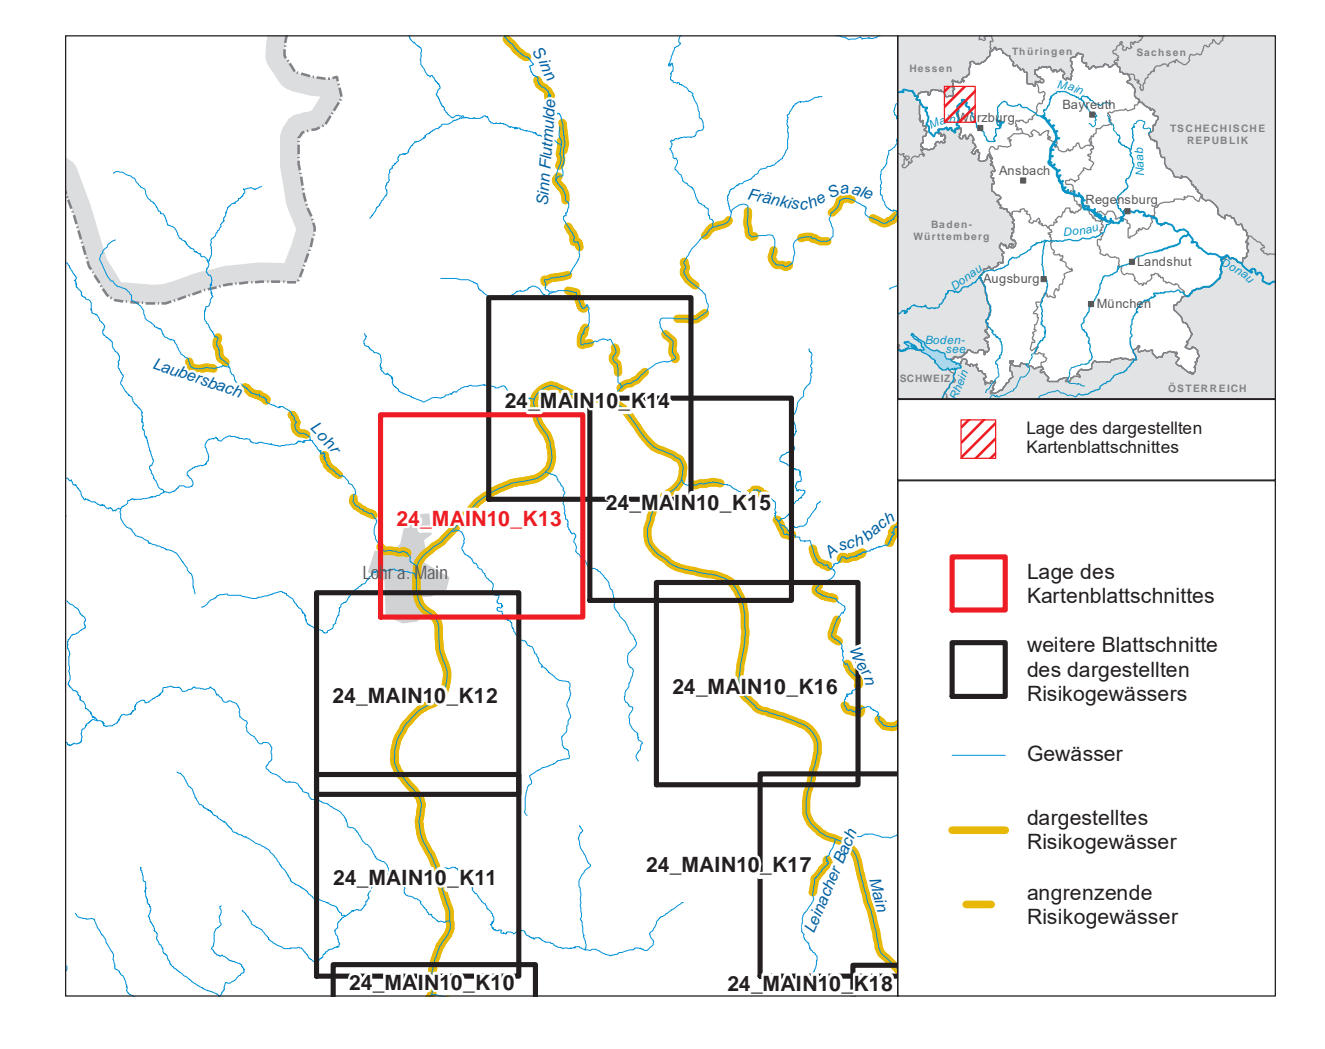 Sinn
Sinn Flutmulde
Fränkische Saale
Laubersbach
Lohr
24_MAIN10_K14
24_MAIN10_K15
24_MAIN10_K13
Lohr a. Main
Aschbach
Wern
24_MAIN10_K12
24_MAIN10_K16
24_MAIN10_K17
24_MAIN10_K11
Leinacher Bach
Main
24_MAIN10_K10
24_MAIN10_K18
Thüringen
Sachsen
Hessen
Main
Bayreuth
Main
Würzburg
TSCHECHISCHE
REPUBLIK
Naab
Ansbach
Regensburg
Baden-
Württemberg
Donau
Landshut
Donau
Donau
Augsburg
München
Boden-
see
SCHWEIZ
Rhein
ÖSTERREICH
Lage des dargestellten
Kartenblattschnittes
Lage des
Kartenblattschnittes
weitere Blattschnitte
des dargestellten
Risikogewässers
Gewässer
dargestelltes
Risikogewässer
angrenzende
Risikogewässer